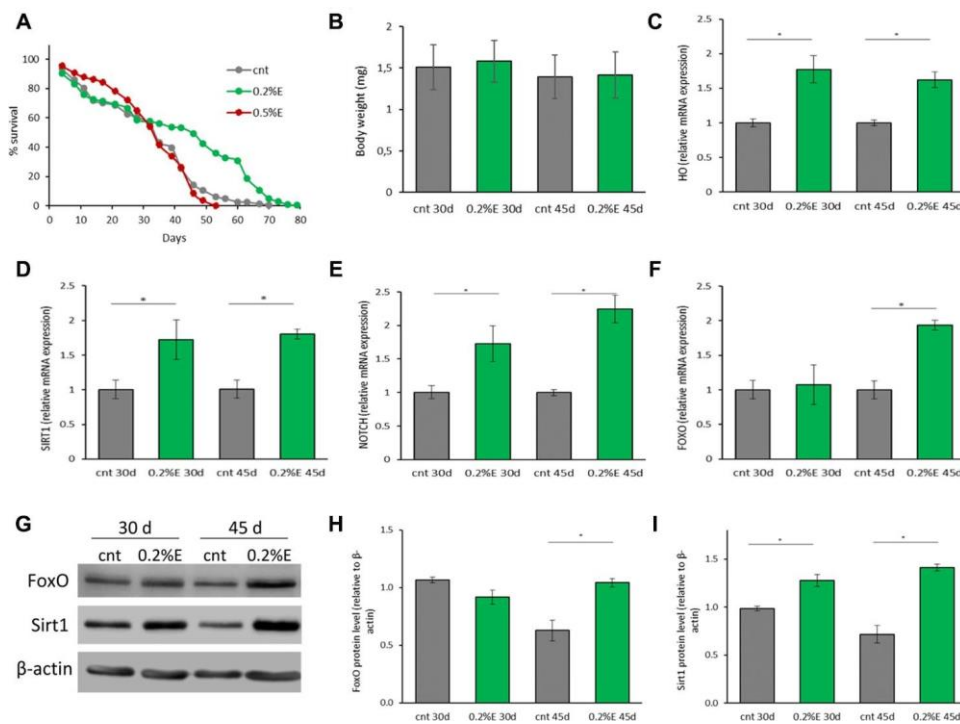 A
100
80
60
40
20
0
% survival
0 10 20 30 40 50 60 70 80
Days
cnt
0.2%E
0.5%E
B
2
1,5
1
0,5
0
Body weight (mg)
cnt 30d 0.2%E 30d cnt 45d 0.2%E 45d
C
2.5
2
1.5
1
0.5
0
HO (relative mRNA expression)
* *
cnt 30d 0.2%E 30d cnt 45d 0.2%E 45d
D
2.5
2
1.5
1
0.5
0
SIRT1 (relative mRNA expression)
* *
cnt 30d 0.2%E 30d cnt 45d 0.2%E 45d
E
2.5
2
1.5
1
0.5
0
NOTCH (relative mRNA expression)
* *
cnt 30d 0.2%E 30d cnt 45d 0.2%E 45d
F
2.5
2
1.5
1
0.5
0
FOXO (relative mRNA expression)
*
cnt 30d 0.2%E 30d cnt 45d 0.2%E 45d
G
30 d 45 d
cnt 0.2%E cnt 0.2%E
FoxO
Sirt1
β-actin
H
1.5
1.0
0.5
0
FoxO protein level (relative to β-
actin)
*
cnt 30d 0.2%E 30d cnt 45d 0.2%E 45d
I
1.5
1.0
0.5
0
Sirt1 protein level (relative to β-
actin)
* *
cnt 30d 0.2%E 30d cnt 45d 0.2%E 45d